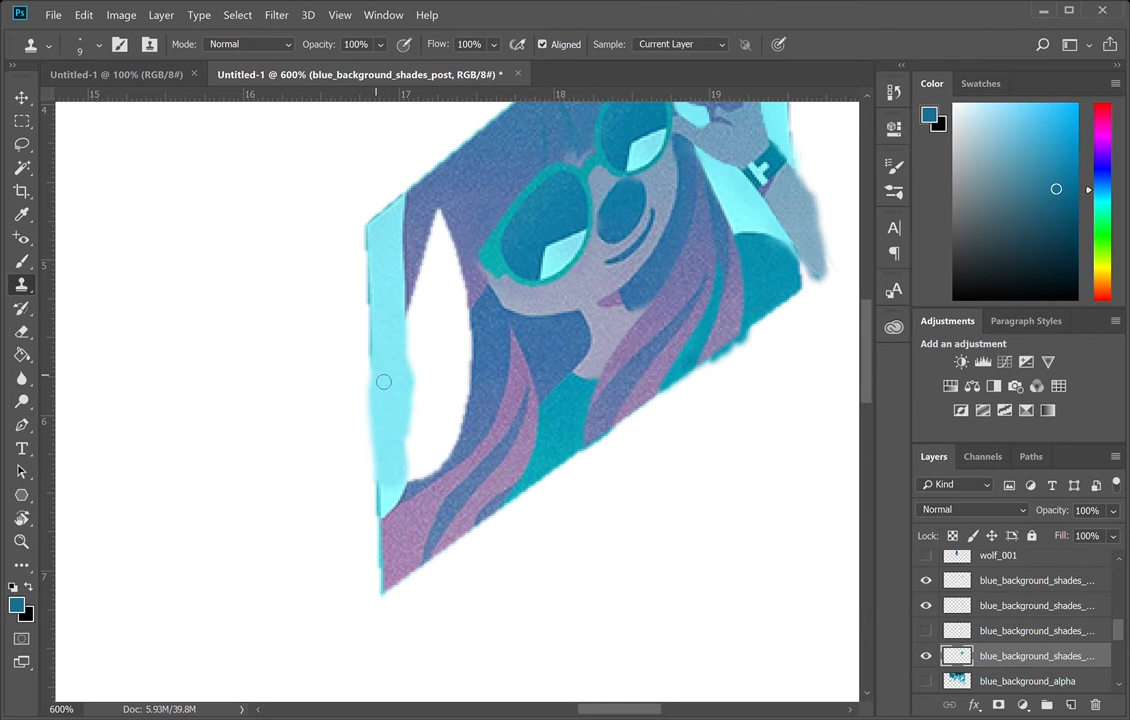 Ps File Edit Image Layer Type Select Filter 3D View Window Help
9 Mode: Normal Opacity: 100% Flow: 100% Aligned Sample: Current Layer
Untitled-1 @ 100% (RGB/8#) × Untitled-1 @ 600% (blue_background_shades_post, RGB/8#) * ×
15 16 17 18 19
4
5
6
7
Color Swatches
Adjustments Paragraph Styles
Add an adjustment
Layers Channels Paths
Kind
Normal Opacity: 100%
Lock: Fill: 100%
wolf_001
blue_background_shades_...
blue_background_shades_...
blue_background_shades_...
blue_background_shades_...
blue_background_alpha
600% Doc: 5.93M/39.8M